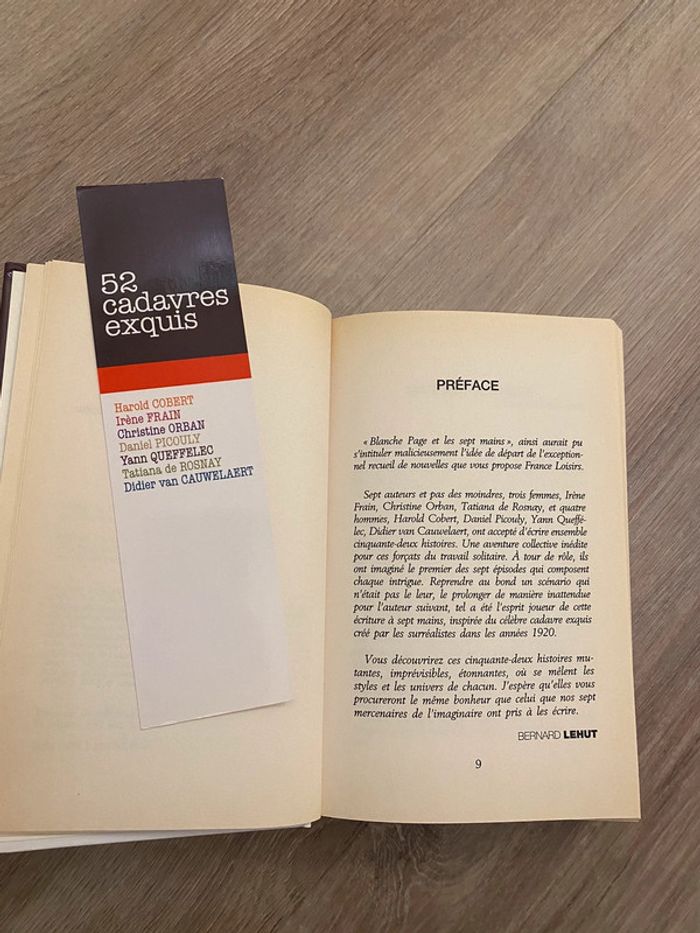 52
cadavres
exquis
Harold COBERT
Irène FRAIN
Christine ORBAN
Daniel PICOULY
Yann QUEFFELEC
Tatiana de ROSNAY
Didier van CAUWELAERT
PRÉFACE
« Blanche Page et les sept mains », ainsi aurait pu
s'intituler malicieusement l'idée de départ de l'exception-
nel recueil de nouvelles que vous propose France Loisirs.
Sept auteurs et pas des moindres, trois femmes, Irène
Frain, Christine Orban, Tatiana de Rosnay, et quatre
hommes, Harold Cobert, Daniel Picouly, Yann Queffé-
lec, Didier van Cauwelaert, ont accepté d'écrire ensemble
cinquante-deux histoires. Une aventure collective inédite
pour ces forçats du travail solitaire. À tour de rôle, ils
ont imaginé le premier des sept épisodes qui composent
chaque intrigue. Reprendre au bond un scénario qui
n'était pas le leur, le prolonger de manière inattendue
pour l'auteur suivant, tel a été l'esprit joueur de cette
écriture à sept mains, inspirée du célèbre cadavre exquis
créé par les surréalistes dans les années 1920.
Vous découvrirez ces cinquante-deux histoires mu-
tantes, imprévisibles, étonnantes, où se mêlent les
styles et les univers de chacun. J'espère qu'elles vous
procureront le même bonheur que celui que nos sept
mercenaires de l'imaginaire ont pris à les écrire.
BERNARD LEHUT
9